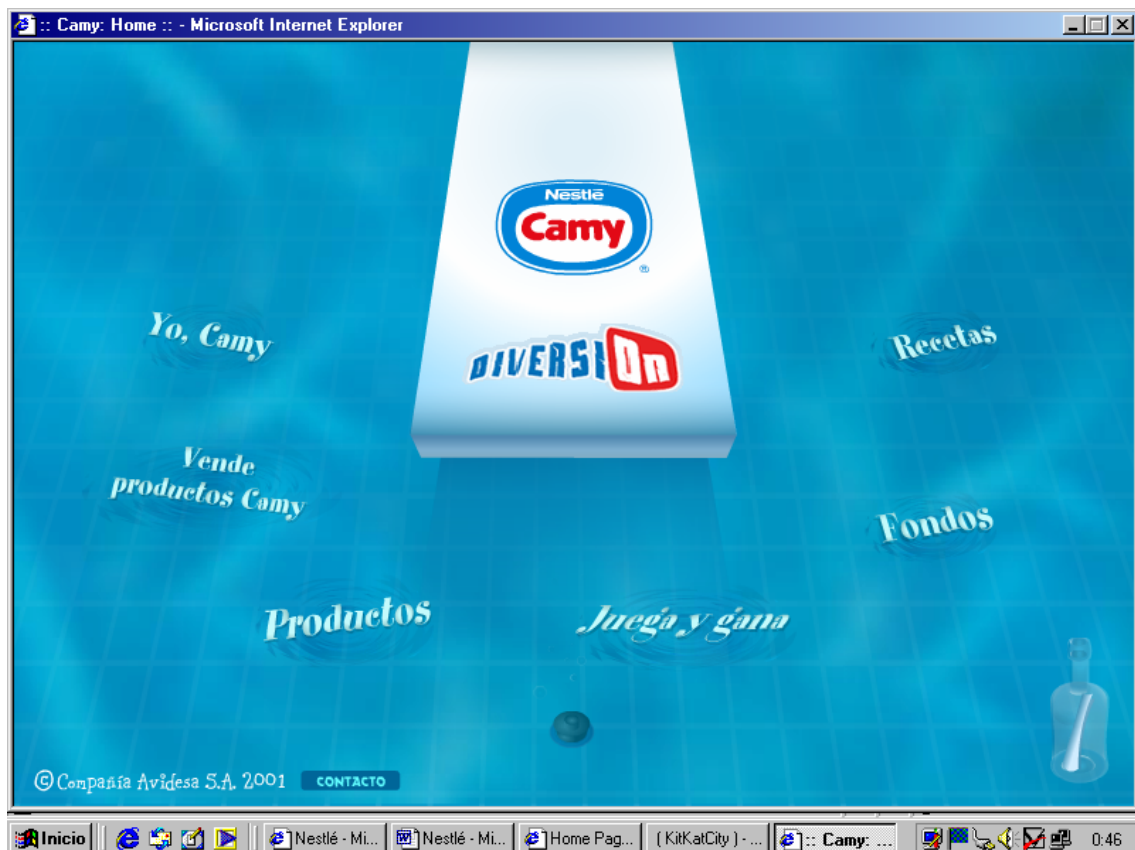 :: Camy: Home :: - Microsoft Internet Explorer
Nestlé
Camy
®
DIVERSIOn
Yo, Camy
Recetas
Vende
productos Camy
Fondos
Productos
Juega y gana
© Compañía Avidesa S.A. 2001 CONTACTO
Inicio Nestlé - Mi... Nestlé - Mi... Home Pag... ( KitKatCity ) - ... :: Camy: ... 0:46